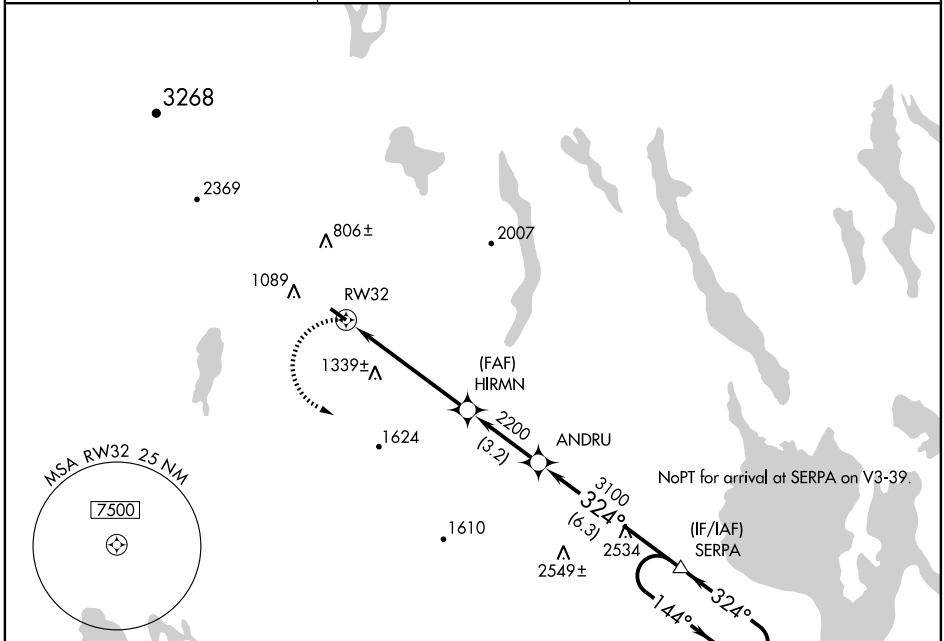 3268
2369
806±
2007
1089
RW32
1339±
(FAF)
HIRMN
2200
(3.2)
ANDRU
1624
NoPT for arrival at SERPA on V3-39.
MSA RW32 25 NM
7500
3100
324°
(6.3)
1610
2534
(IF/IAF)
SERPA
2549±
324°
144°